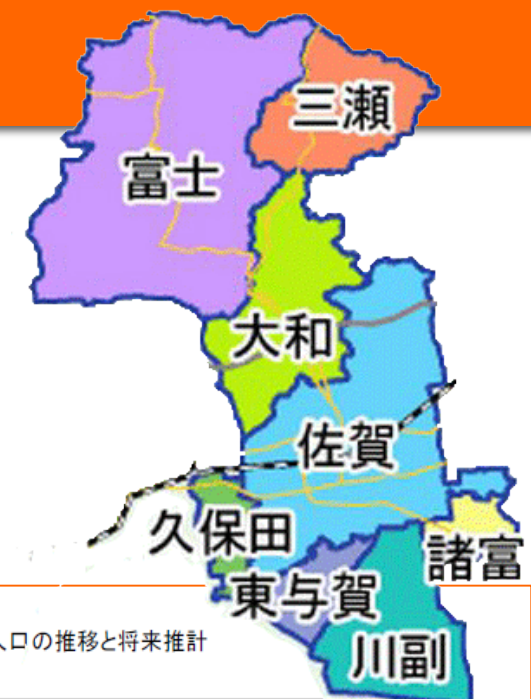 三瀬
富士
大和
佐賀
久保田
諸富
東与賀
川副
人口の推移と将来推計